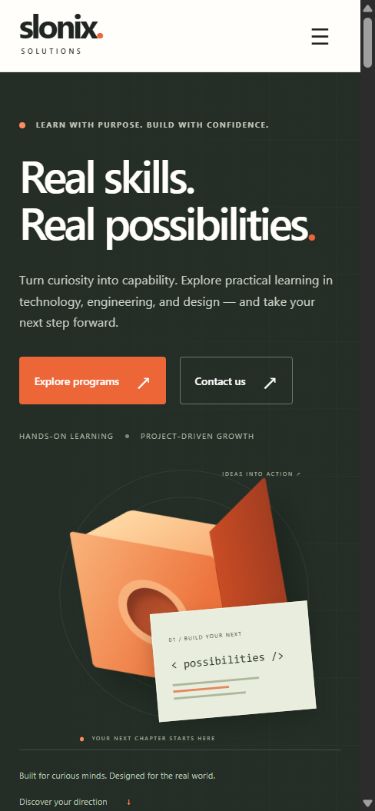 slonix.
SOLUTIONS
LEARN WITH PURPOSE. BUILD WITH CONFIDENCE.
Real skills.
Real possibilities.
Turn curiosity into capability. Explore practical learning in
technology, engineering, and design — and take your
next step forward.
Explore programs ↗
Contact us ↗
HANDS-ON LEARNING • PROJECT-DRIVEN GROWTH
IDEAS INTO ACTION ↗
01 / BUILD YOUR NEXT
< possibilities />
YOUR NEXT CHAPTER STARTS HERE
Built for curious minds. Designed for the real world.
Discover your direction ↓